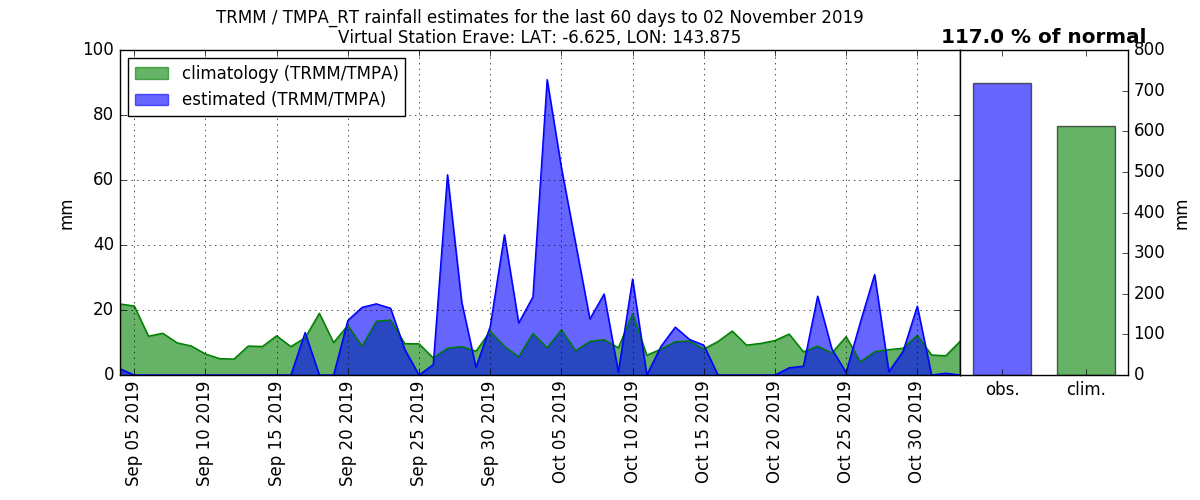 TRMM / TMPA_RT rainfall estimates for the last 60 days to 02 November 2019
Virtual Station Erave: LAT: -6.625, LON: 143.875
117.0 % of normal
climatology (TRMM/TMPA)
estimated (TRMM/TMPA)
mm
100
80
60
40
20
0
Sep 05 2019
Sep 10 2019
Sep 15 2019
Sep 20 2019
Sep 25 2019
Sep 30 2019
Oct 05 2019
Oct 10 2019
Oct 15 2019
Oct 20 2019
Oct 25 2019
Oct 30 2019
obs.
clim.
800
700
600
500
400
300
200
100
0
mm